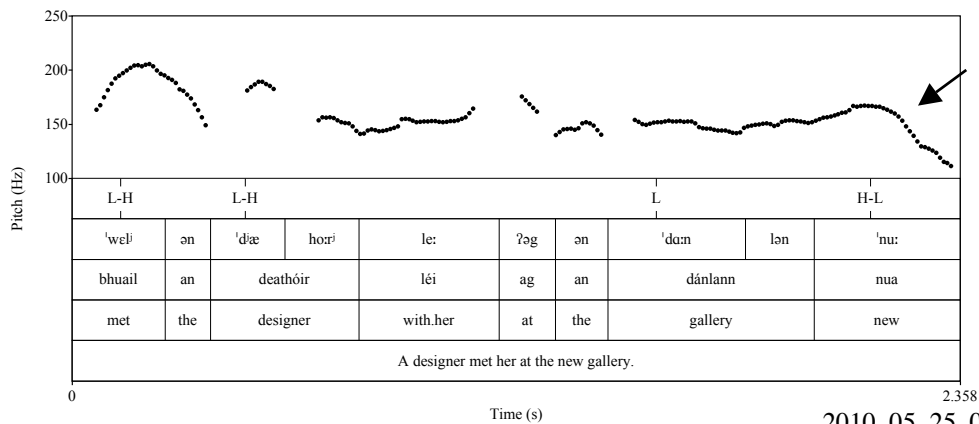 250
200
150
100
Pitch (Hz)
L-H L-H L H-L
ˈwɛlʲ ən ˈdʲæ hoːrʲ leː ʔəg ən ˈdɑːn lən ˈnuː
bhuail an deathóir léi ag an dánlann nua
met the designer with.her at the gallery new
A designer met her at the new gallery.
0 2.358
Time (s)